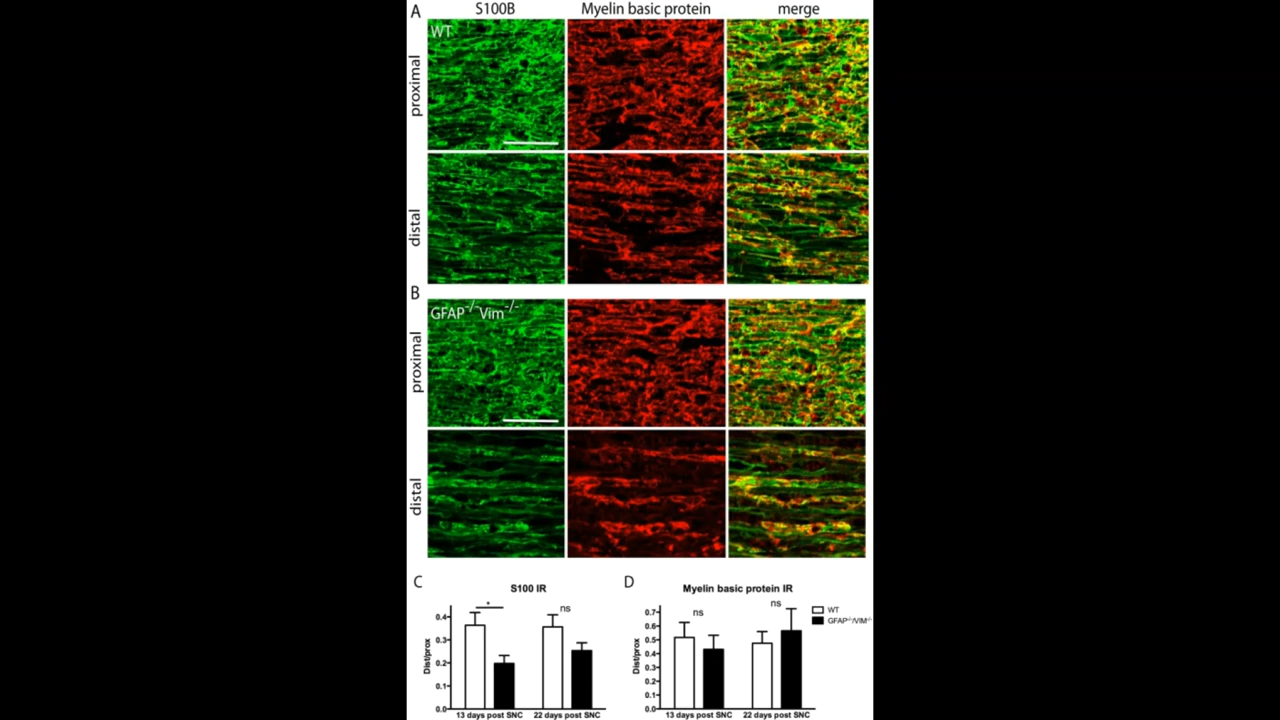 A S100B Myelin basic protein merge
WT
proximal
distal
B
GFAP-/-Vim-/-
proximal
distal
C S100 IR
* ns
0.4
0.3
0.2
0.1
0.0
Dist/prox
13 days post SNC 22 days post SNC
D Myelin basic protein IR
ns ns
0.7
0.6
0.5
0.4
0.3
0.2
0.1
0.0
Dist/prox
13 days post SNC 22 days post SNC
WT
GFAP-/-/VIM-/-